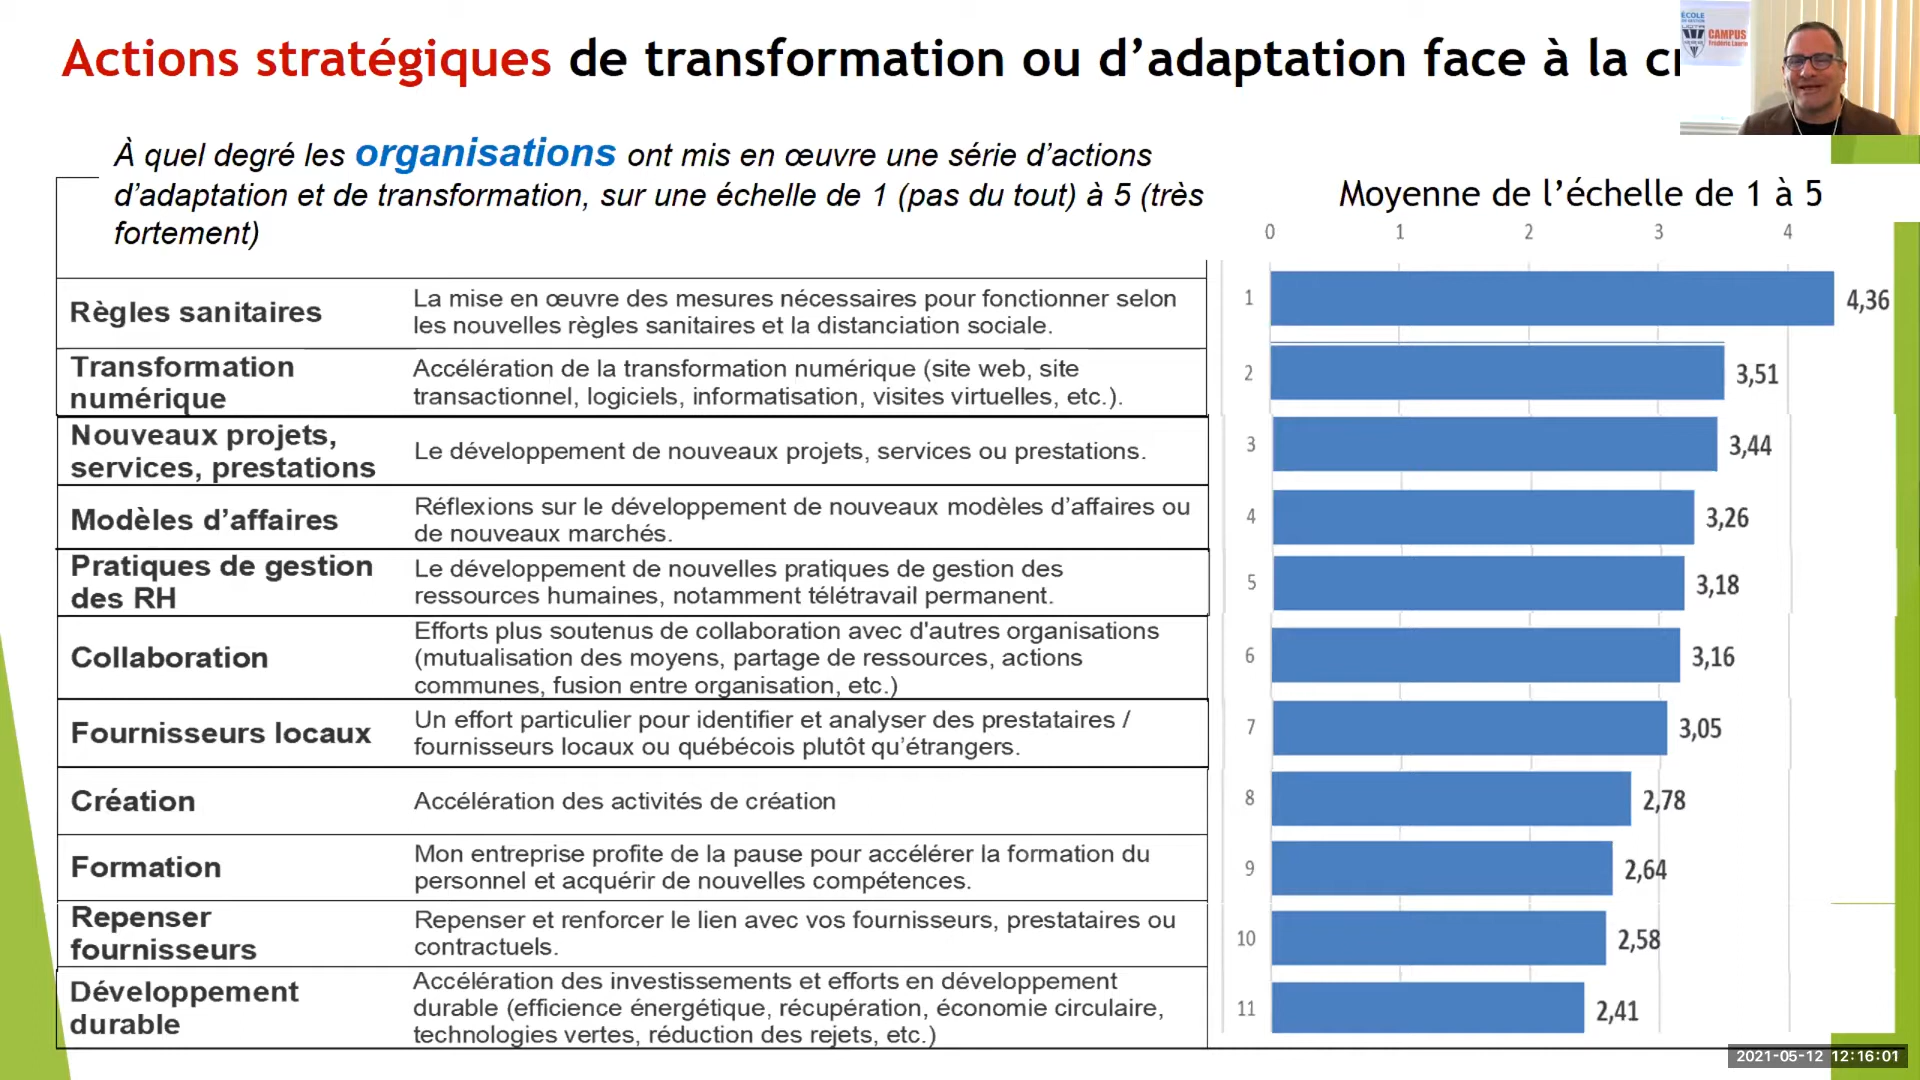 Actions stratégiques de transformation ou d’adaptation face à la cr
ÉCOLE
CAMPUS
À quel degré les organisations ont mis en œuvre une série d’actions
d’adaptation et de transformation, sur une échelle de 1 (pas du tout) à 5 (très
fortement)
Moyenne de l’échelle de 1 à 5
0 1 2 3 4
Règles sanitaires
La mise en œuvre des mesures nécessaires pour fonctionner selon
les nouvelles règles sanitaires et la distanciation sociale.
1 4,36
Transformation
numérique
Accélération de la transformation numérique (site web, site
transactionnel, logiciels, informatisation, visites virtuelles, etc.).
2 3,51
Nouveaux projets,
services, prestations
Le développement de nouveaux projets, services ou prestations.
3 3,44
Modèles d’affaires
Réflexions sur le développement de nouveaux modèles d’affaires ou
de nouveaux marchés.
4 3,26
Pratiques de gestion
des RH
Le développement de nouvelles pratiques de gestion des
ressources humaines, notamment télétravail permanent.
5 3,18
Collaboration
Efforts plus soutenus de collaboration avec d'autres organisations
(mutualisation des moyens, partage de ressources, actions
communes, fusion entre organisation, etc.)
6 3,16
Fournisseurs locaux
Un effort particulier pour identifier et analyser des prestataires /
fournisseurs locaux ou québécois plutôt qu’étrangers.
7 3,05
Création
Accélération des activités de création
8 2,78
Formation
Mon entreprise profite de la pause pour accélérer la formation du
personnel et acquérir de nouvelles compétences.
9 2,64
Repenser
fournisseurs
Repenser et renforcer le lien avec vos fournisseurs, prestataires ou
contractuels.
10 2,58
Développement
durable
Accélération des investissements et efforts en développement
durable (efficience énergétique, récupération, économie circulaire,
technologies vertes, réduction des rejets, etc.)
11 2,41
2021-05-12 12:16:01